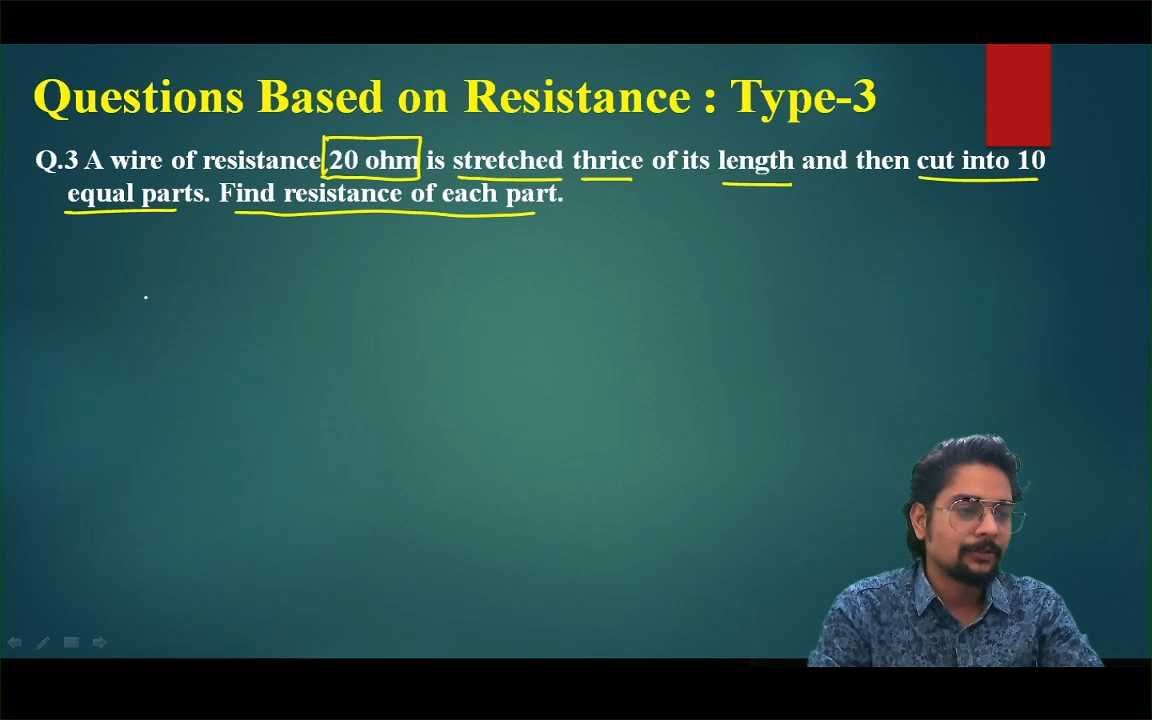 Questions Based on Resistance : Type-3
Q.3 A wire of resistance 20 ohm is stretched thrice of its length and then cut into 10
equal parts. Find resistance of each part.